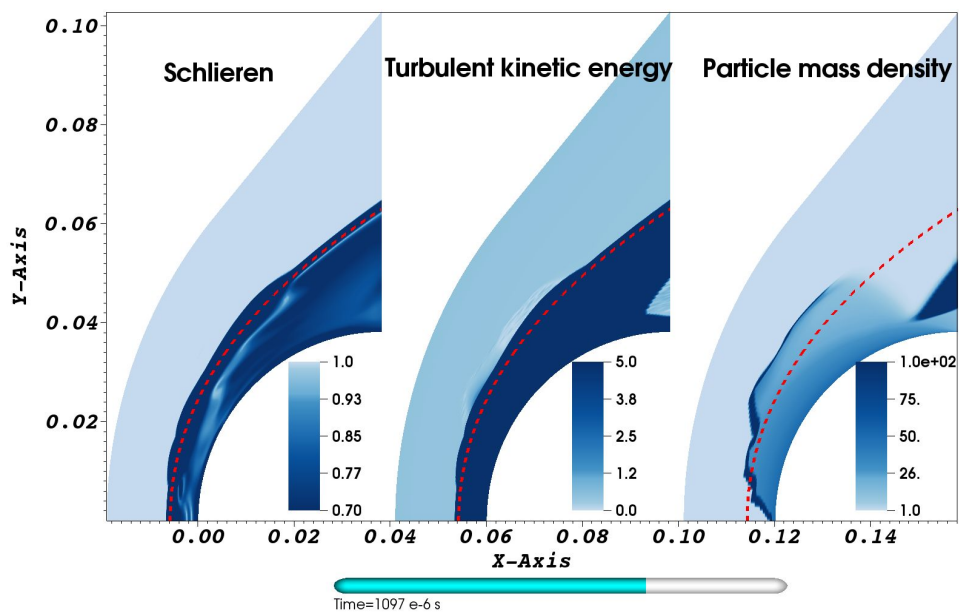 0.10
0.08
0.06
0.04
0.02
Y-Axis
Schlieren
Turbulent kinetic energy
Particle mass density
1.0
0.93
0.85
0.77
0.70
5.0
3.8
2.5
1.2
0.0
1.0e+02
75.
50.
26.
1.0
0.00 0.02 0.04 0.06 0.08 0.10 0.12 0.14
X-Axis
Time=1097 e-6 s